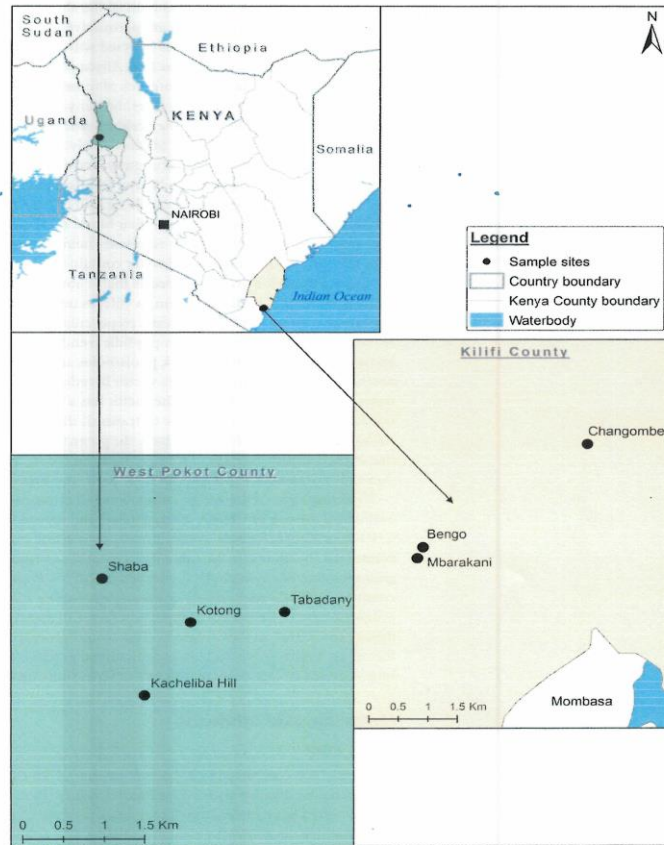 South
Sudan
Ethiopia
N
Uganda
KENYA
Somalia
NAIROBI
Tanzania
Indian Ocean
Legend
Sample sites
Country boundary
Kenya County boundary
Waterbody
Kilifi County
Changombe
Bengo
Mbarakani
Mombasa
0 0.5 1 1.5 Km
West Pokot County
Shaba
Tabadany
Kotong
Kacheliba Hill
0 0.5 1 1.5 Km